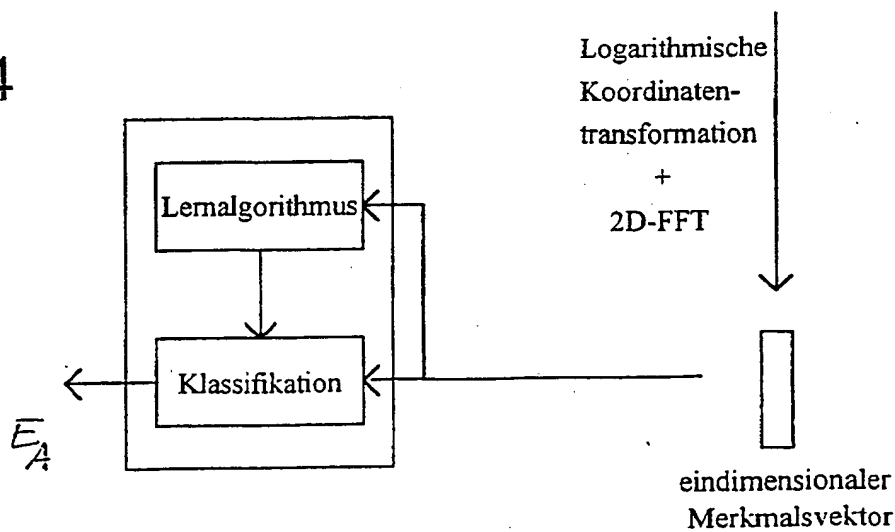 4
Logarithmische
Koordinaten-
transformation
+
2D-FFT
Lernalgorithmus
Klassifikation
E_A
eindimensionaler
Merkmalsvektor